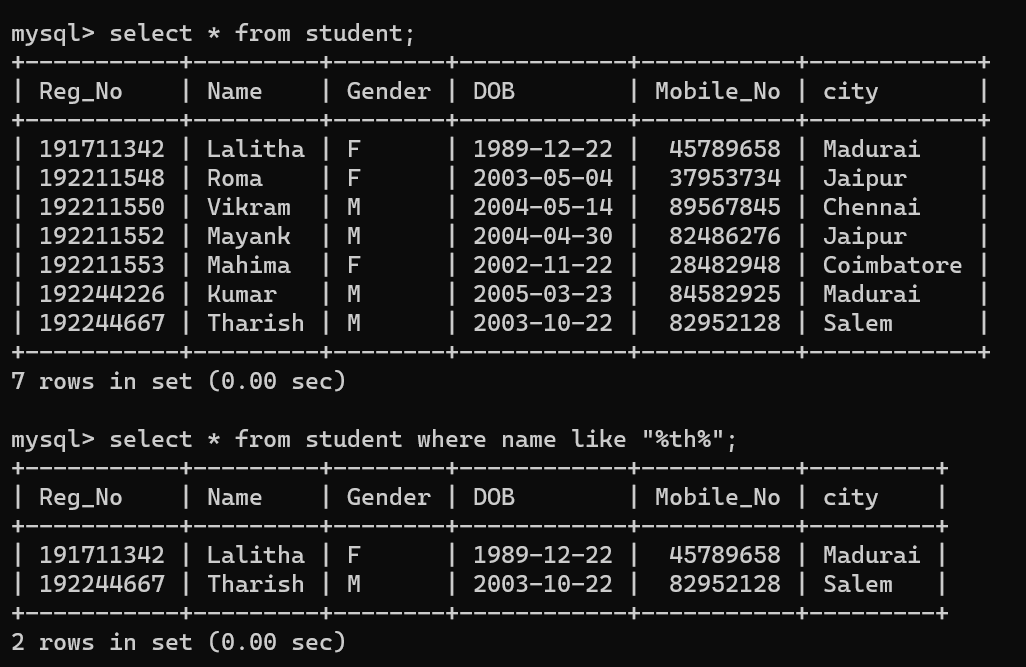 mysql> select * from student;
+-----------+---------+--------+------------+-----------+------------+
| Reg_No    | Name    | Gender | DOB        | Mobile_No | city       |
+-----------+---------+--------+------------+-----------+------------+
| 191711342 | Lalitha | F      | 1989-12-22 |  45789658 | Madurai    |
| 192211548 | Roma    | F      | 2003-05-04 |  37953734 | Jaipur     |
| 192211550 | Vikram  | M      | 2004-05-14 |  89567845 | Chennai    |
| 192211552 | Mayank  | M      | 2004-04-30 |  82486276 | Jaipur     |
| 192211553 | Mahima  | F      | 2002-11-22 |  28482948 | Coimbatore |
| 192244226 | Kumar   | M      | 2005-03-23 |  84582925 | Madurai    |
| 192244667 | Tharish | M      | 2003-10-22 |  82952128 | Salem      |
+-----------+---------+--------+------------+-----------+------------+
7 rows in set (0.00 sec)

mysql> select * from student where name like "%th%";
+-----------+---------+--------+------------+-----------+---------+
| Reg_No    | Name    | Gender | DOB        | Mobile_No | city    |
+-----------+---------+--------+------------+-----------+---------+
| 191711342 | Lalitha | F      | 1989-12-22 |  45789658 | Madurai |
| 192244667 | Tharish | M      | 2003-10-22 |  82952128 | Salem   |
+-----------+---------+--------+------------+-----------+---------+
2 rows in set (0.00 sec)